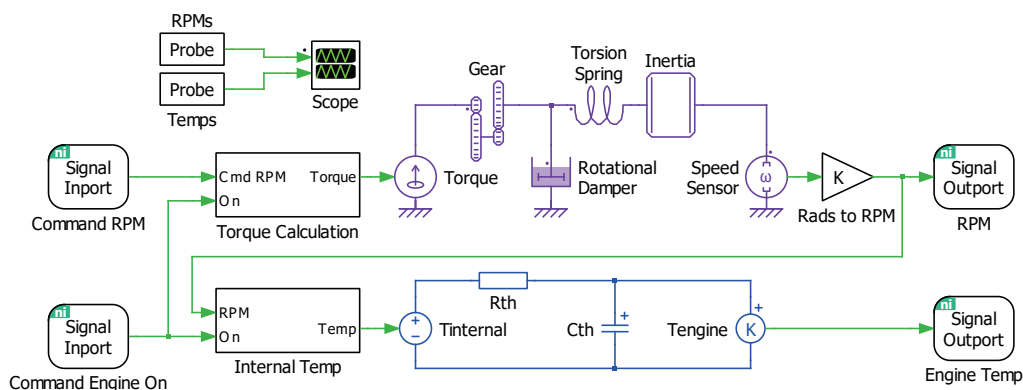 RPMs
Probe
Probe
Temps
Scope
Gear
Torsion
Spring
Inertia
ni
Signal
Inport
Command RPM
Cmd RPM
Torque
On
Torque Calculation
Torque
Rotational
Damper
Speed
Sensor
ω
K
Rads to RPM
ni
Signal
Outport
RPM
ni
Signal
Inport
Command Engine On
RPM
Temp
On
Internal Temp
Tinternal
Rth
Cth
Tengine
K
ni
Signal
Outport
Engine Temp